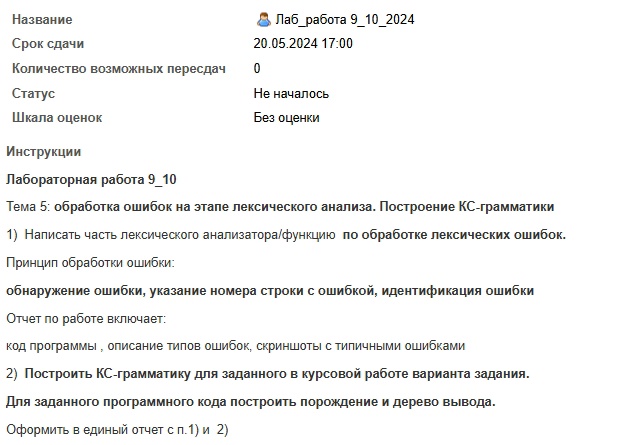 Название Лаб_работа 9_10_2024
Срок сдачи 20.05.2024 17:00
Количество возможных пересдач 0
Статус Не началось
Шкала оценок Без оценки
Инструкции
Лабораторная работа 9_10
Тема 5: обработка ошибок на этапе лексического анализа. Построение КС-грамматики
1) Написать часть лексического анализатора/функцию по обработке лексических ошибок.
Принцип обработки ошибки:
обнаружение ошибки, указание номера строки с ошибкой, идентификация ошибки
Отчет по работе включает:
код программы , описание типов ошибок, скриншоты с типичными ошибками
2) Построить КС-грамматику для заданного в курсовой работе варианта задания.
Для заданного программного кода построить порождение и дерево вывода.
Оформить в единый отчет с п.1) и 2)